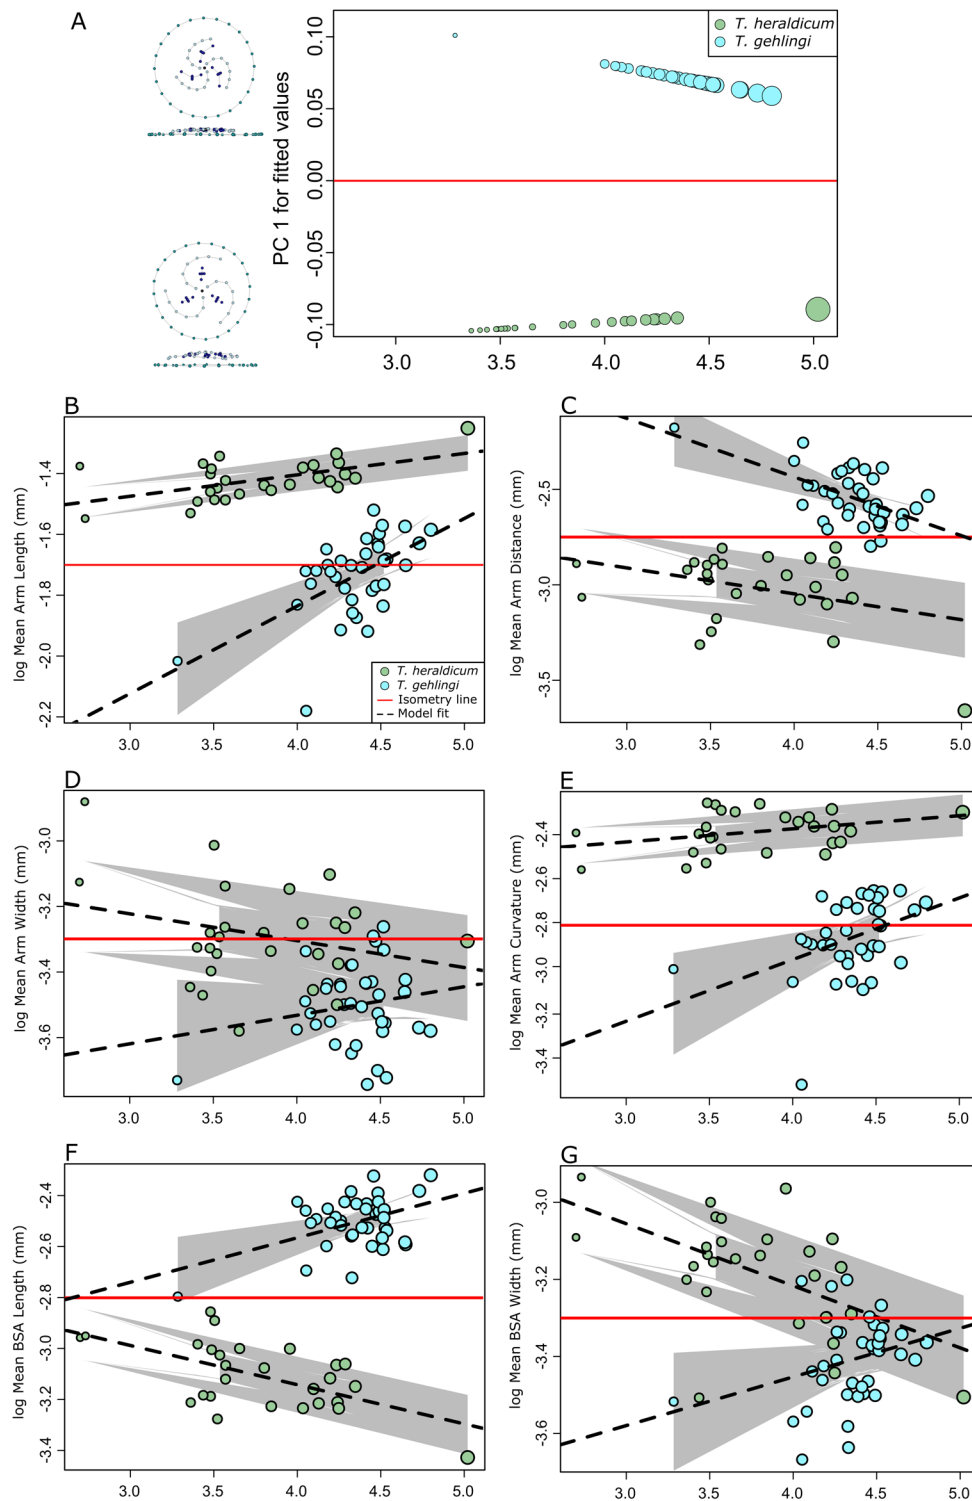 A
PC 1 for fitted values
0.10
0.05
0.00
-0.05
-0.10
T. heraldicum
T. gehlingi
3.0 3.5 4.0 4.5 5.0
B
log Mean Arm Length (mm)
-1.4
-1.6
-1.8
-2.0
-2.2
T. heraldicum
T. gehlingi
Isometry line
Model fit
3.0 3.5 4.0 4.5 5.0
C
log Mean Arm Distance (mm)
-2.5
-3.0
-3.5
3.0 3.5 4.0 4.5 5.0
D
log Mean Arm Width (mm)
-3.0
-3.2
-3.4
-3.6
3.0 3.5 4.0 4.5 5.0
E
log Mean Arm Curvature (mm)
-2.4
-2.6
-2.8
-3.0
-3.2
-3.4
3.0 3.5 4.0 4.5 5.0
F
log Mean BSA Length (mm)
-2.4
-2.6
-2.8
-3.0
-3.2
-3.4
3.0 3.5 4.0 4.5 5.0
G
log Mean BSA Width (mm)
-3.0
-3.2
-3.4
-3.6
3.0 3.5 4.0 4.5 5.0